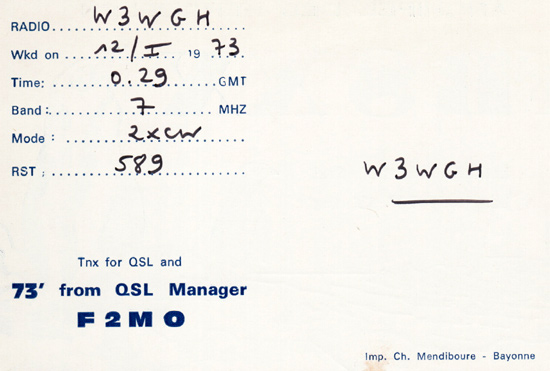 RADIO..... W3WGH
Wkd on ..... 12/I ..... 19 73
Time: ..... 0.29 ..... GMT
Band: ..... 7 ..... MHZ
Mode : ..... 2xCW .....
RST : ..... 589 .....
W3WGH
Tnx for QSL and
73' from QSL Manager
F2MO
Imp. Ch. Mendiboure - Bayonne